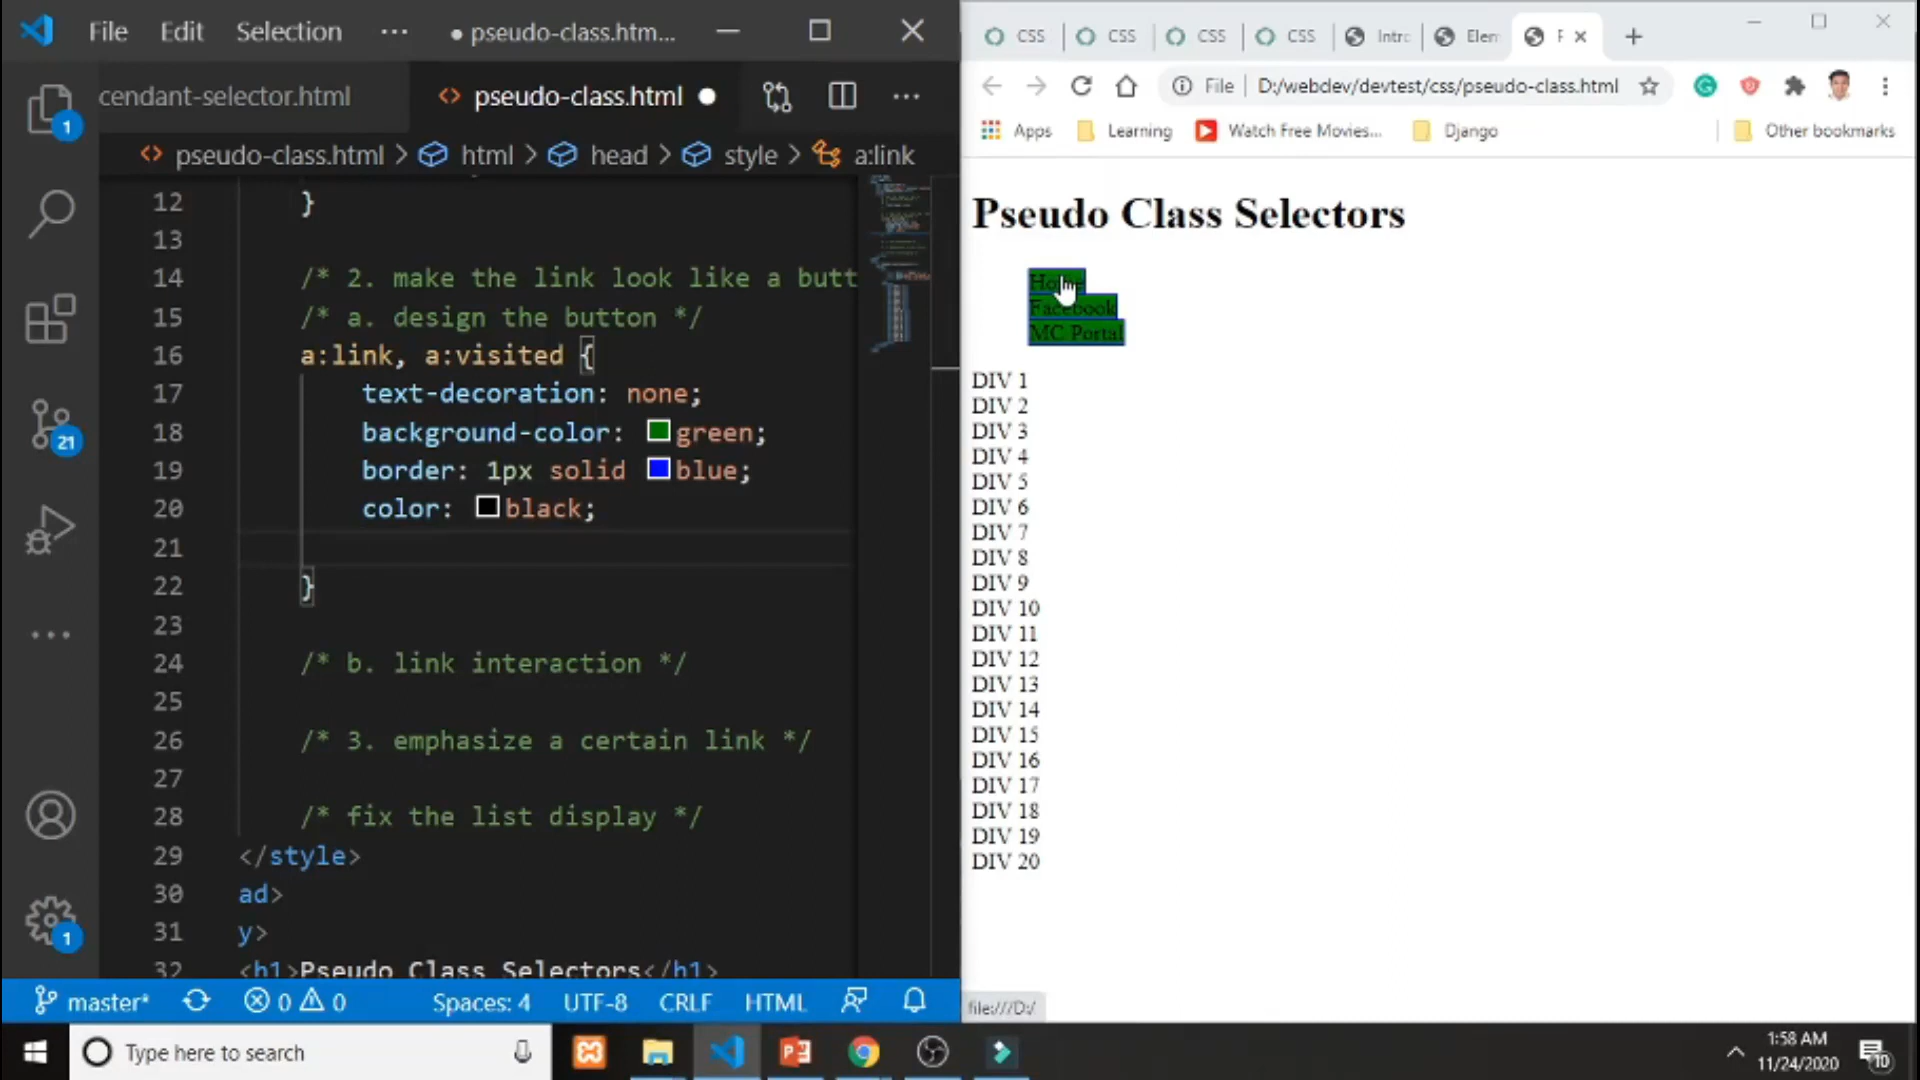 File Edit Selection ··· ● pseudo-class.htm...
cendant-selector.html
<> pseudo-class.html ●
<> pseudo-class.html > html > head > style > a:link
12 }
13
14 /* 2. make the link look like a butt
15 /* a. design the button */
16 a:link, a:visited {
17 text-decoration: none;
18 background-color: green;
19 border: 1px solid blue;
20 color: black;
21
22 }
23
24 /* b. link interaction */
25
26 /* 3. emphasize a certain link */
27
28 /* fix the list display */
29 </style>
30 ad>
31 y>
32 <h1>Pseudo Class Selectors</h1>
1
21
1
master* 0 0 Spaces: 4 UTF-8 CRLF HTML
CSS CSS CSS CSS Intr Elem
File | D:/webdev/devtest/css/pseudo-class.html
Apps Learning Watch Free Movies... Django Other bookmarks
Pseudo Class Selectors
Home
Facebook
MC Portal
DIV 1
DIV 2
DIV 3
DIV 4
DIV 5
DIV 6
DIV 7
DIV 8
DIV 9
DIV 10
DIV 11
DIV 12
DIV 13
DIV 14
DIV 15
DIV 16
DIV 17
DIV 18
DIV 19
DIV 20
file:///D:/
Type here to search
1:58 AM
11/24/2020
10